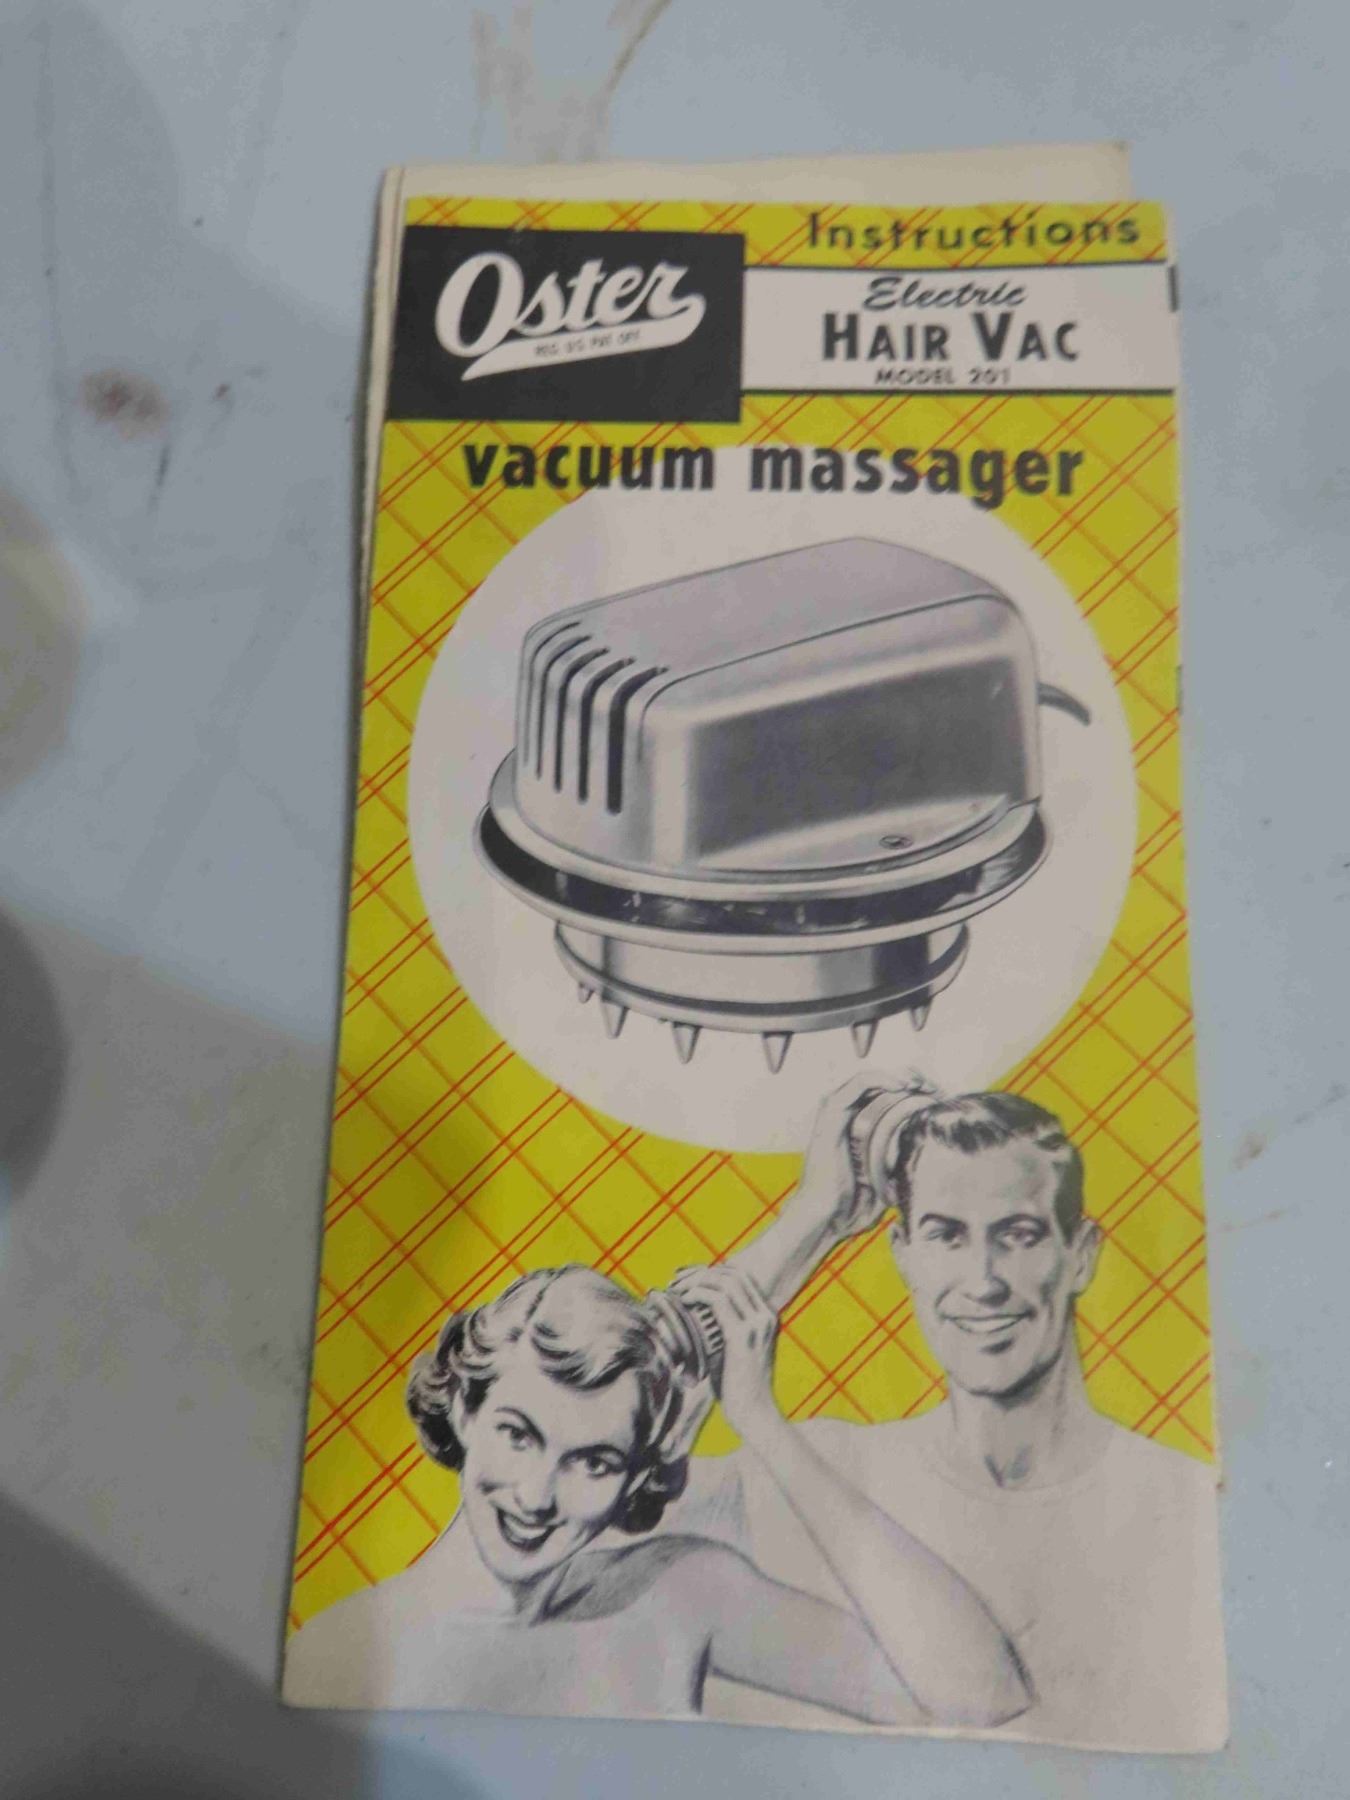 Instructions
Oster
REG. U.S. PAT. OFF.
Electric
HAIR VAC
MODEL 201
vacuum massager